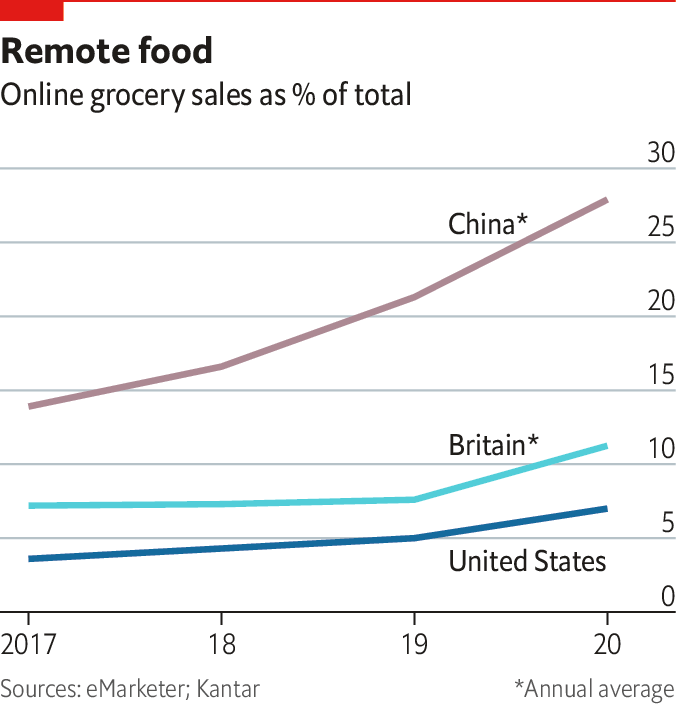 Remote food
Online grocery sales as % of total
30
China*
25
20
15
Britain*
10
5
United States
0
2017 18 19 20
Sources: eMarketer; Kantar *Annual average